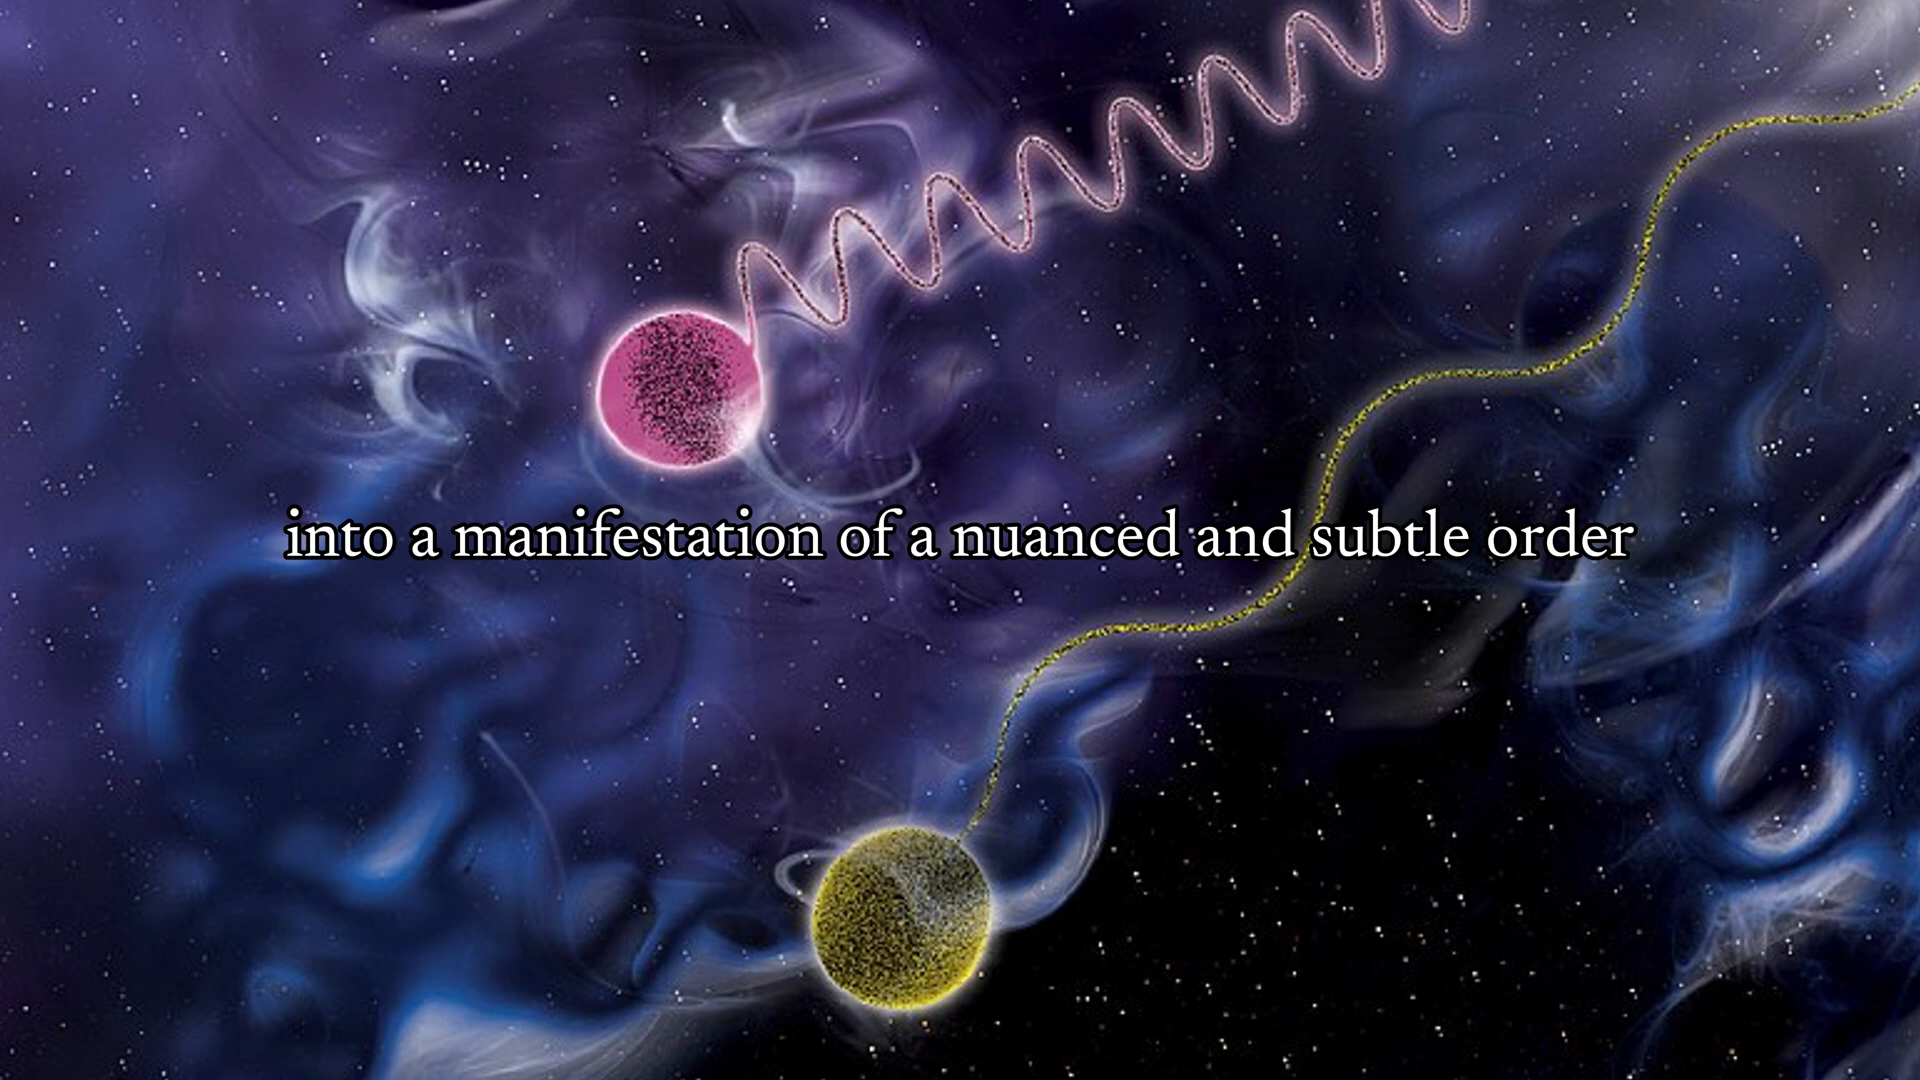 into a manifestation of a nuanced and subtle order